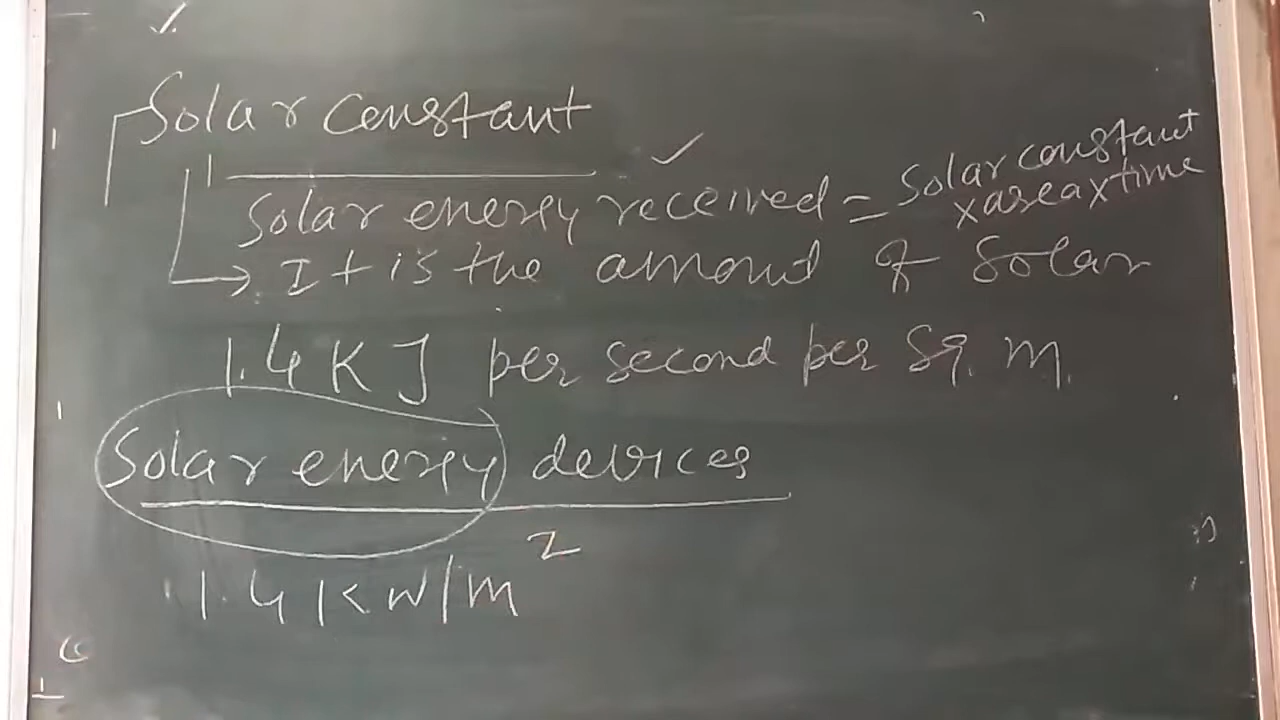 Solar constant
Solar energy received = Solar constant
x area x time
It is the amount of Solar
1.4 KJ per second per Sq. m.
Solar energy devices
1.4 KW/m²